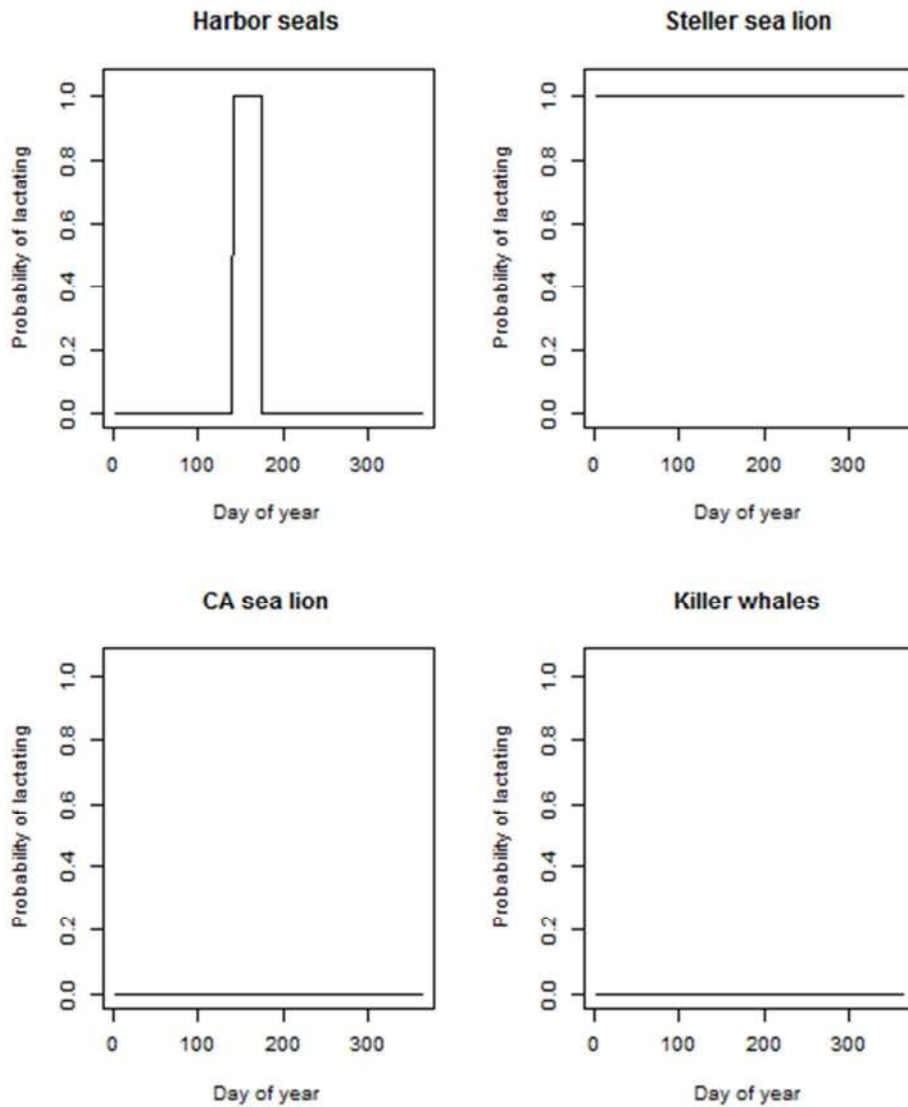 Harbor seals
Probability of lactating
1.0
0.8
0.6
0.4
0.2
0.0
0 100 200 300
Day of year
Steller sea lion
Probability of lactating
1.0
0.8
0.6
0.4
0.2
0.0
0 100 200 300
Day of year
CA sea lion
Probability of lactating
1.0
0.8
0.6
0.4
0.2
0.0
0 100 200 300
Day of year
Killer whales
Probability of lactating
1.0
0.8
0.6
0.4
0.2
0.0
0 100 200 300
Day of year